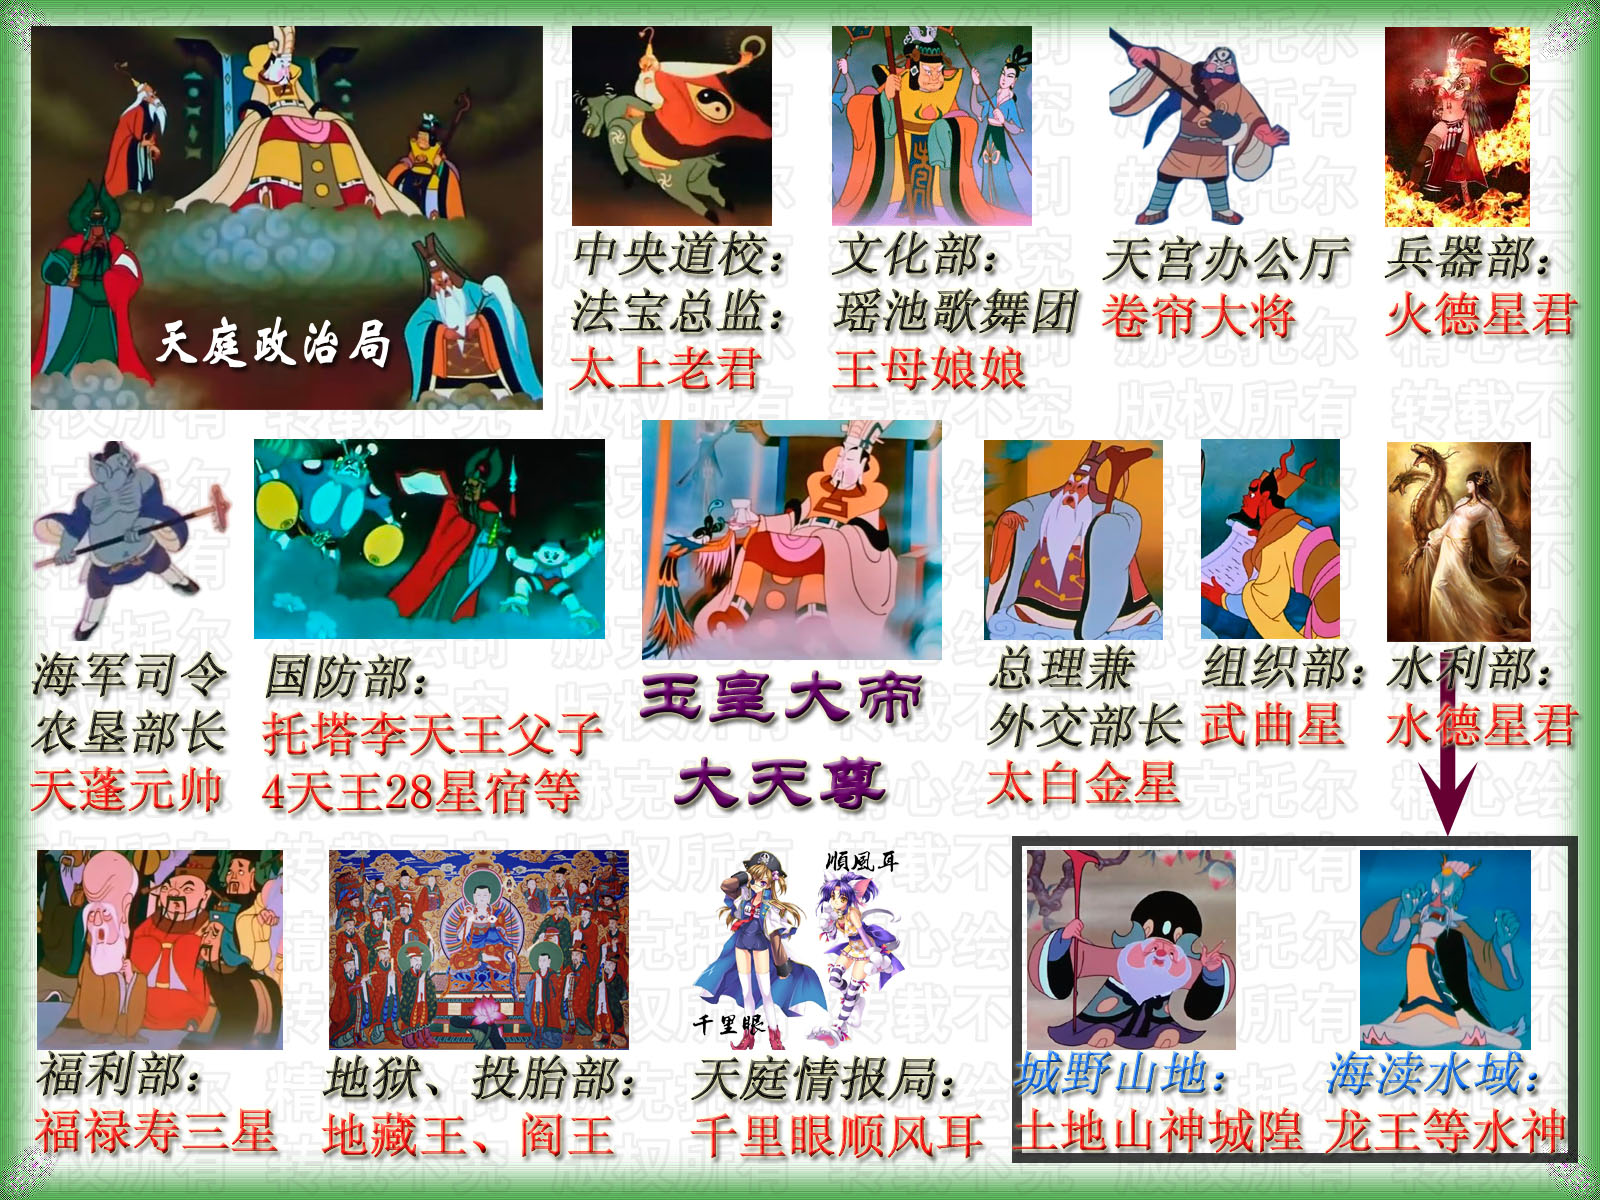 天庭政治局
中央道校：
法宝总监：
太上老君
文化部：
瑶池歌舞团
王母娘娘
天宫办公厅
卷帘大将
兵器部：
火德星君
海军司令
农垦部长
天蓬元帅
国防部：
托塔李天王父子
4天王28星宿等
玉皇大帝
大天尊
总理兼
外交部长
太白金星
组织部：
武曲星
水利部：
水德星君
福利部：
福禄寿三星
地狱、投胎部：
地藏王、阎王
順風耳
千里眼
天庭情报局：
千里眼顺风耳
城野山地：
土地山神城隍
海渎水域：
龙王等水神